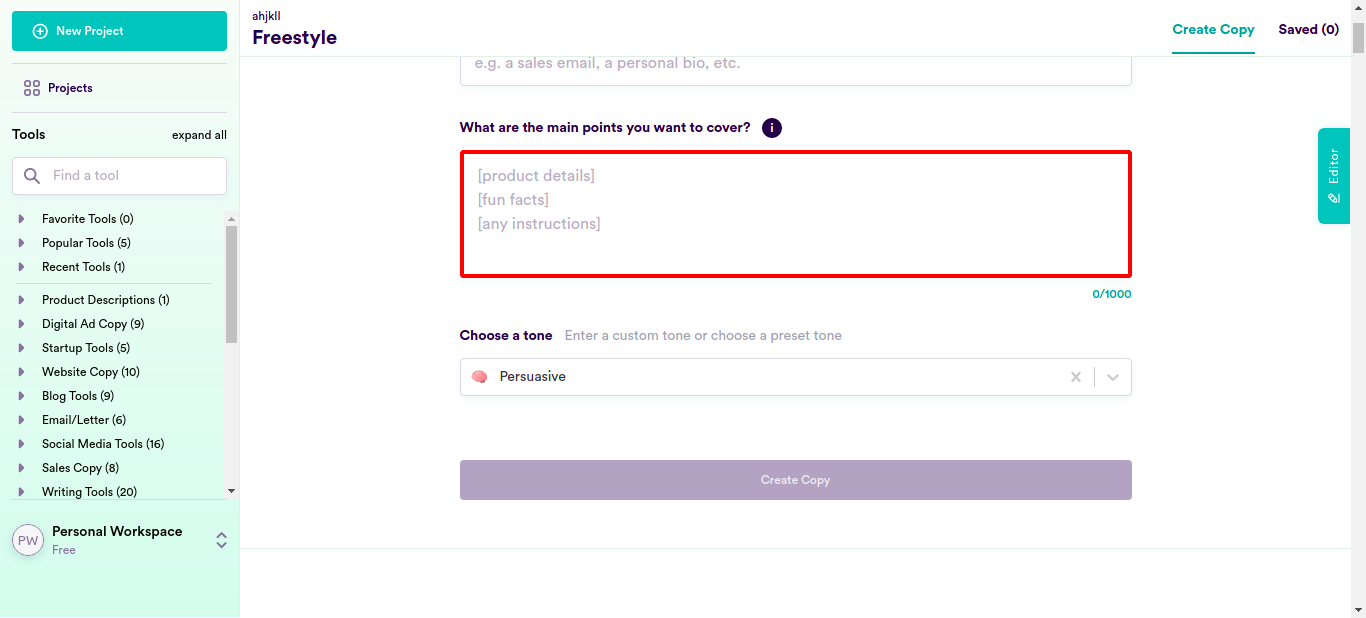 New Project
Projects
Tools
expand all
Find a tool
Favorite Tools (0)
Popular Tools (5)
Recent Tools (1)
Product Descriptions (1)
Digital Ad Copy (9)
Startup Tools (5)
Website Copy (10)
Blog Tools (9)
Email/Letter (6)
Social Media Tools (16)
Sales Copy (8)
Writing Tools (20)
PW
Personal Workspace
Free
ahjkll
Freestyle
Create Copy
Saved (0)
e.g. a sales email, a personal bio, etc.
What are the main points you want to cover? i
[product details]
[fun facts]
[any instructions]
0/1000
Choose a tone Enter a custom tone or choose a preset tone
Persuasive
Create Copy
Editor